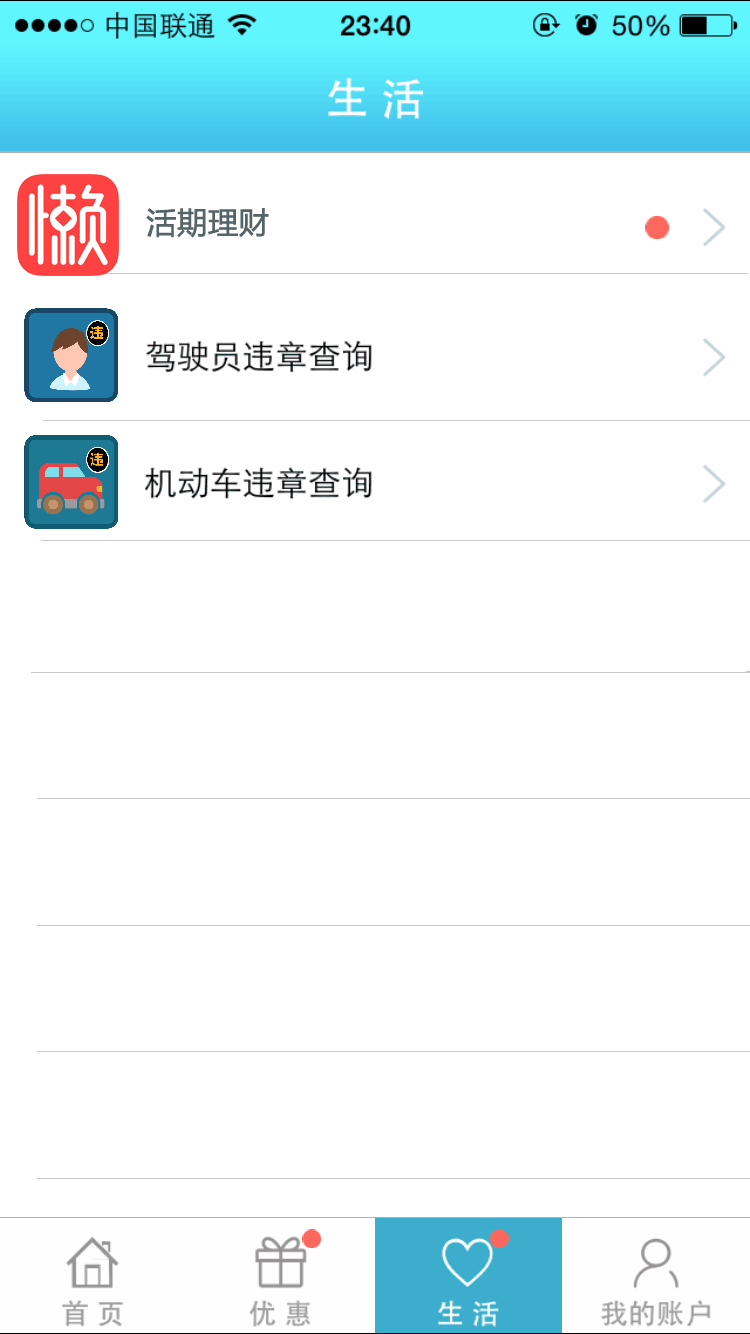 中国联通 23:40 50%
生 活
懒 活期理财
违
驾驶员违章查询
违
机动车违章查询
首 页 优 惠 生 活 我的账户